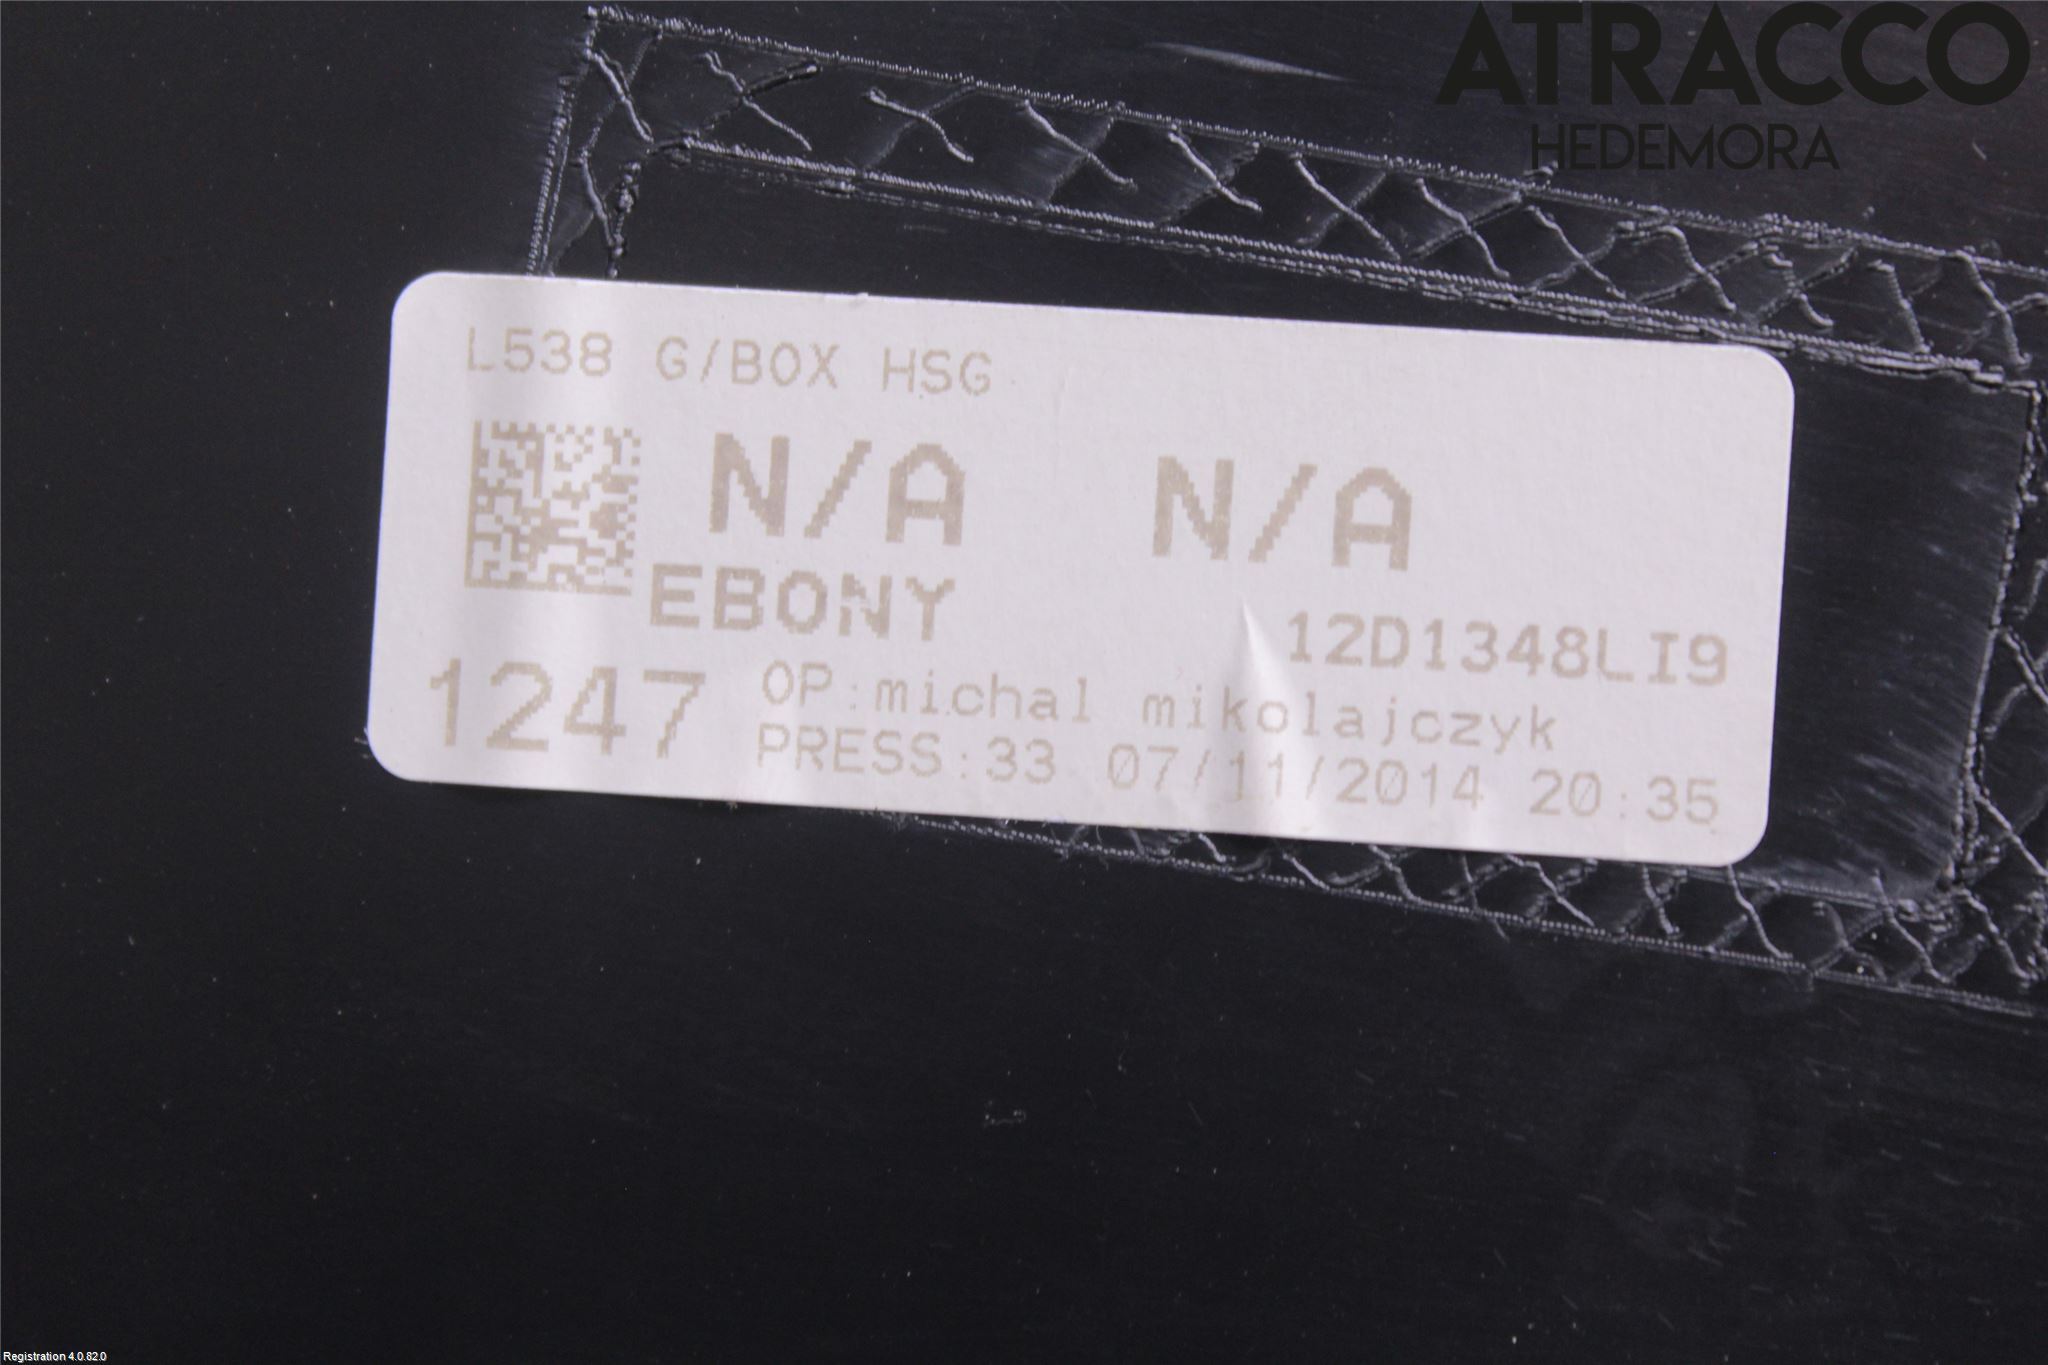 ATRACCO
HEDEMORA
L538 G/BOX HSG
N/A N/A
EBONY
12D1348LI9
1247
OP:michal mikolajczyk
PRESS:33 07/11/2014 20:35
Registration 4.0.82.0